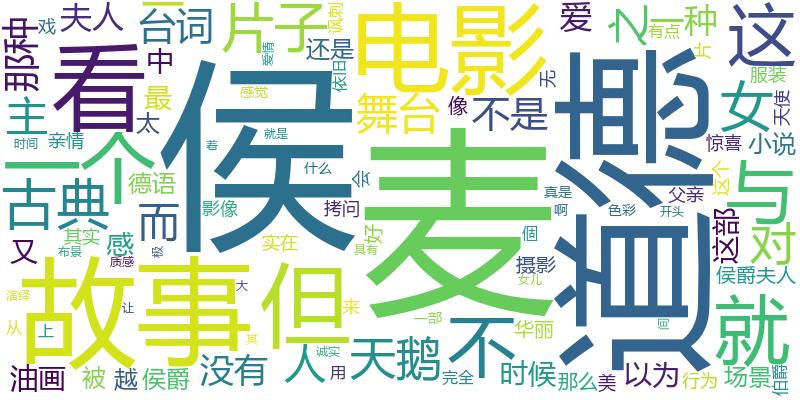 侯
麦
道德
故事
电影
看
一个
但
这
片子
就
与
不
女
古典
天鹅
舞台
台词
夫人
那种
主
中
最
太
戏
还是
讽刺
爱情
感觉
依旧
爱
之
一种
有点
片
无
服装
天使
像
不是
小说
惊喜
亲情
时间
德语
而
影像
若
就是
什么
会
拷问
好
真是
啊
色彩
开头
父亲
这个
这部
对
侯爵夫人
又
其实
布景
感
质感
极
实在
具有
個
摄影
女儿
间
演绎
从
上
让
大
其
诚实
来
一部
华丽
油画
被
越
侯爵
没有
人
用
完全
时候
那么
美
以为
行为
场景
伯爵